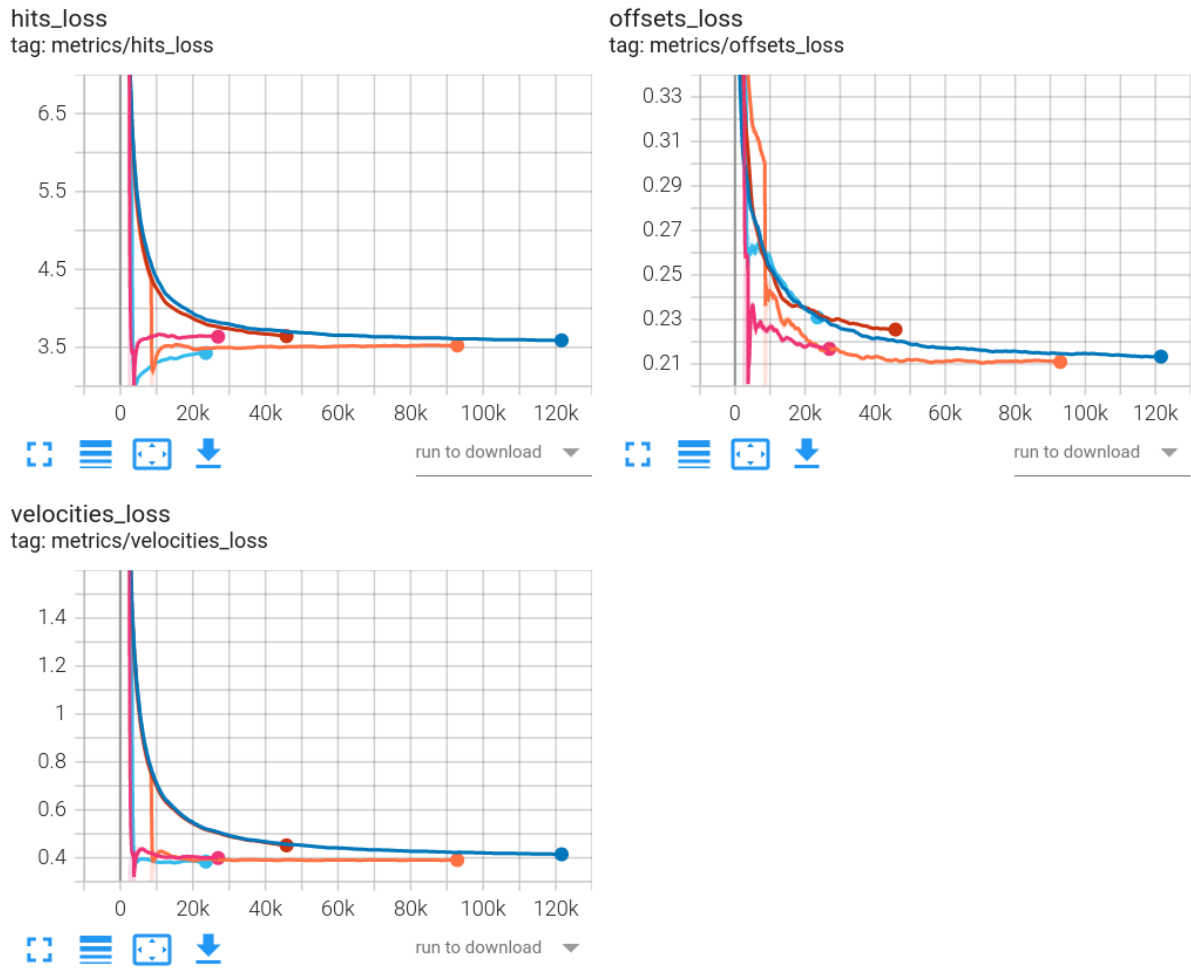 hits_loss
tag: metrics/hits_loss
6.5
5.5
4.5
3.5
0 20k 40k 60k 80k 100k 120k
run to download
offsets_loss
tag: metrics/offsets_loss
0.33
0.31
0.29
0.27
0.25
0.23
0.21
0 20k 40k 60k 80k 100k 120k
run to download
velocities_loss
tag: metrics/velocities_loss
1.4
1.2
1
0.8
0.6
0.4
0 20k 40k 60k 80k 100k 120k
run to download